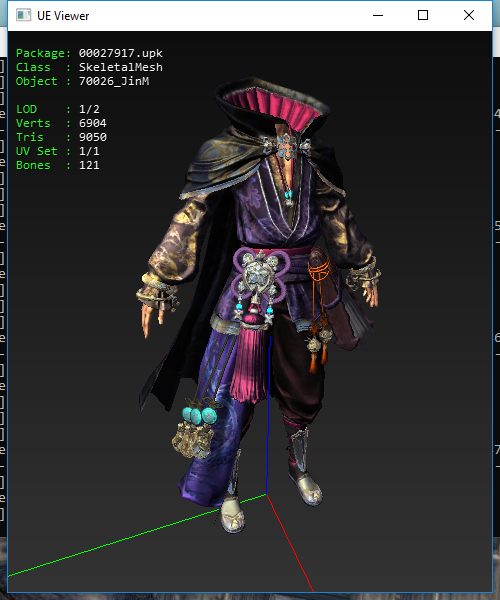 UE Viewer
Package: 00027917.upk
Class : SkeletalMesh
Object : 70026_JinM
LOD : 1/2
Verts : 6904
Tris : 9050
UV Set : 1/1
Bones : 121